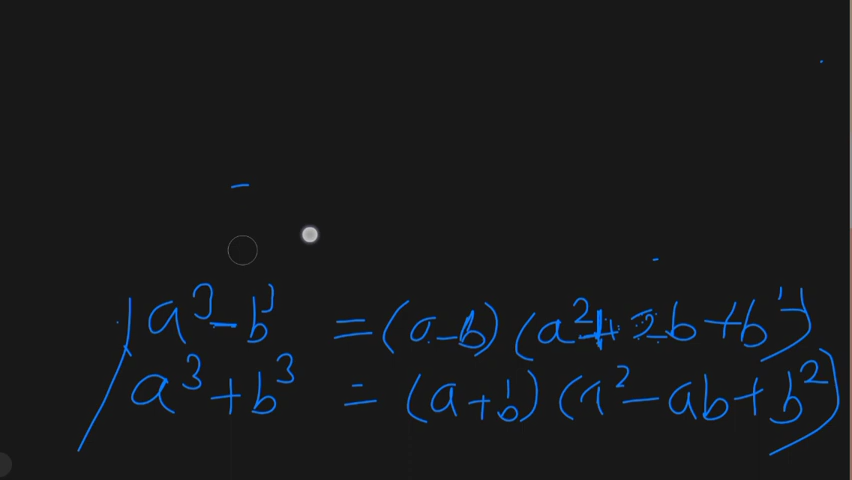 a³-b³ = (a-b) (a²+ab+b²)
a³+b³ = (a+b) (a²-ab+b²)